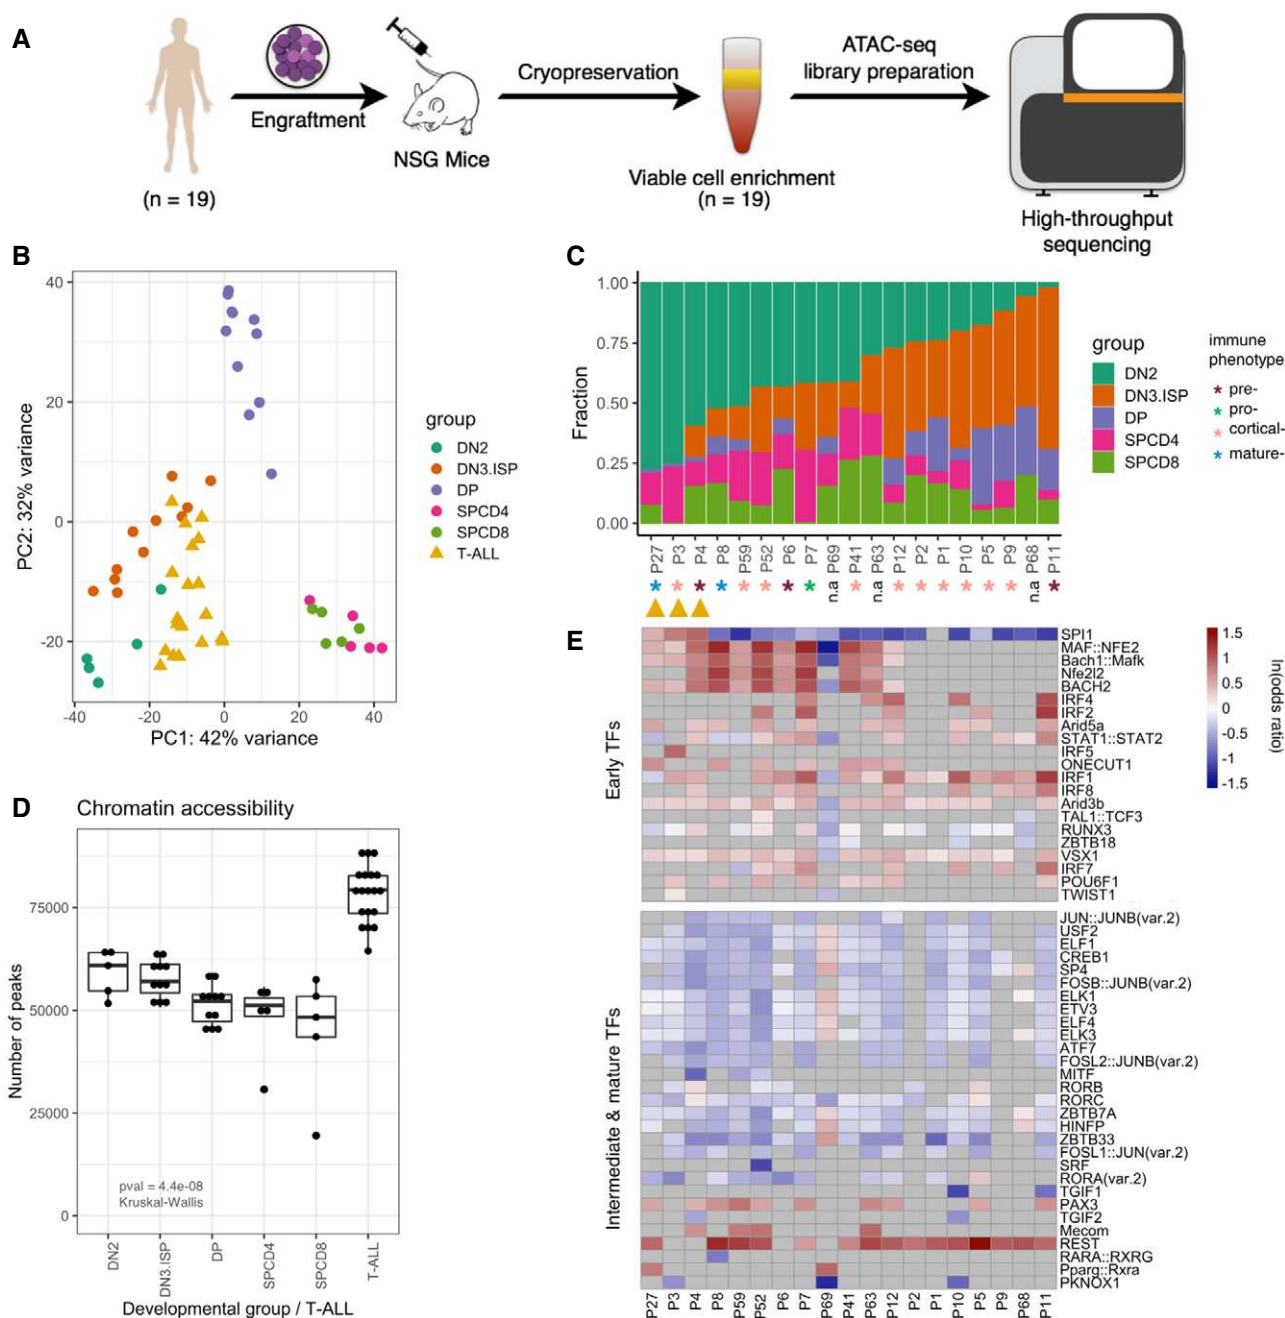 A
Engraftment
NSG Mice
(n = 19)
Cryopreservation
Viable cell enrichment
(n = 19)
ATAC-seq
library preparation
High-throughput
sequencing
B
PC2: 32% variance
40
20
0
-20
-40
-20
0
20
40
PC1: 42% variance
group
DN2
DN3.ISP
DP
SPCD4
SPCD8
T-ALL
C
Fraction
1.00
0.75
0.50
0.25
0.00
P27
P3
P4
P8
P59
P52
P6
P7
P69
P41
P63
P12
P2
P1
P10
P5
P9
P68
P11
* * * * * * * * n.a * n.a * * * * * * n.a *
group
DN2
DN3.ISP
DP
SPCD4
SPCD8
immune
phenotype
* pre-
* pro-
* cortical-
* mature-
D
Chromatin accessibility
Number of peaks
75000
50000
25000
0
pval = 4.4e-08
Kruskal-Wallis
DN2
DN3.ISP
DP
SPCD4
SPCD8
T-ALL
Developmental group / T-ALL
E
Early TFs
SPI1
MAF::NFE2
Bach1::Mafk
Nfe2l2
BACH2
IRF4
IRF2
Arid5a
STAT1::STAT2
IRF5
ONECUT1
IRF1
IRF8
Arid3b
TAL1::TCF3
RUNX3
ZBTB18
VSX1
IRF7
POU6F1
TWIST1
1.5
1
0.5
0
-0.5
-1
-1.5
ln(odds ratio)
Intermediate & mature TFs
JUN::JUNB(var.2)
USF2
ELF1
CREB1
SP4
FOSB::JUNB(var.2)
ELK1
ETV3
ELF4
ELK3
ATF7
FOSL2::JUNB(var.2)
MITF
RORB
RORC
ZBTB7A
HINFP
ZBTB33
FOSL1::JUN(var.2)
SRF
RORA(var.2)
TGIF1
PAX3
TGIF2
Mecom
REST
RARA::RXRG
Pparg::Rxra
PKNOX1
P27
P3
P4
P8
P59
P52
P6
P7
P69
P41
P63
P12
P2
P1
P10
P5
P9
P68
P11